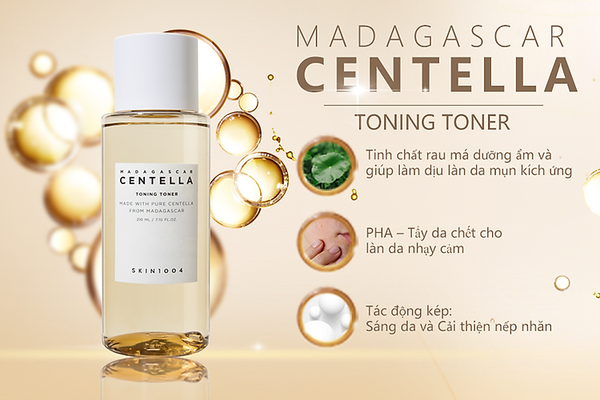 MADAGASCAR
CENTELLA
TONING TONER
Tinh chất rau má dưỡng ẩm và
giúp làm dịu làn da mụn kích ứng
PHA – Tẩy da chết cho
làn da nhạy cảm
Tác động kép:
Sáng da và Cải thiện nếp nhăn
MADAGASCAR
CENTELLA
TONING TONER
MADE WITH PURE CENTELLA
FROM MADAGASCAR
210 ML / 7.10 FL.OZ.
SKIN1004